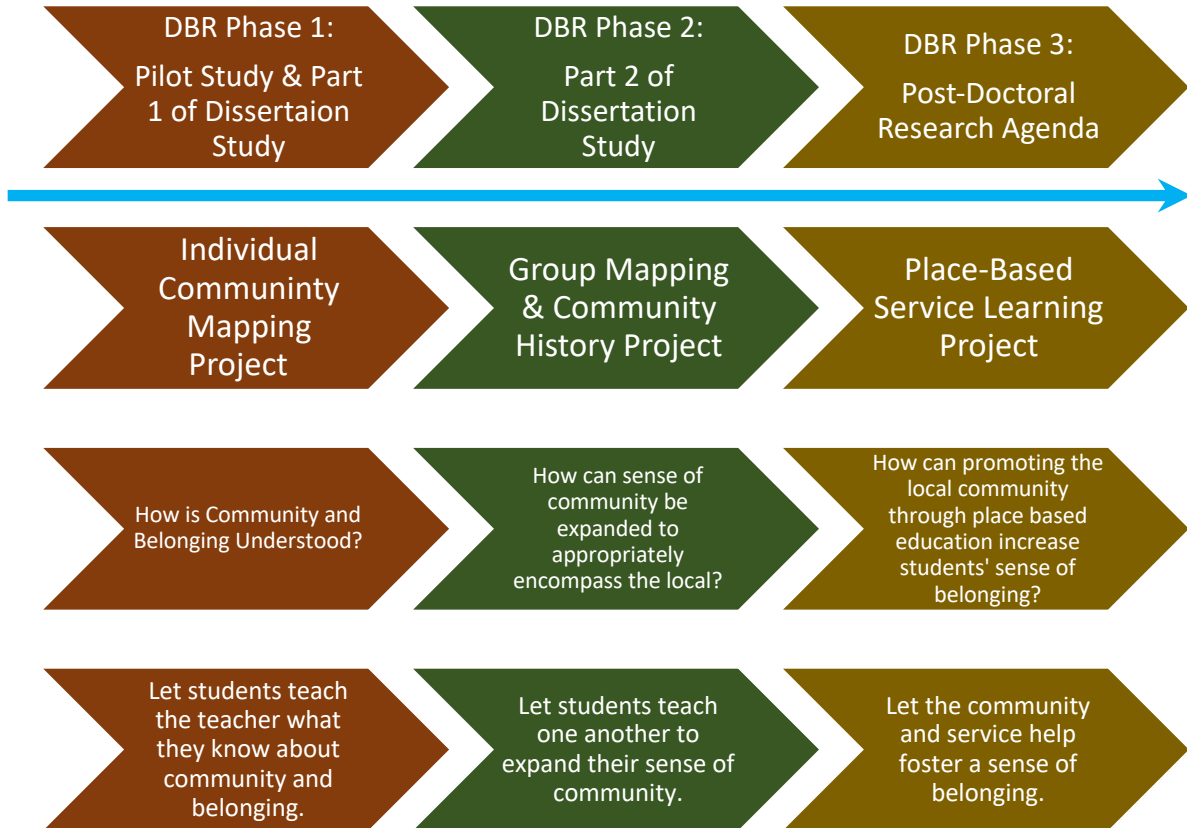 DBR Phase 1:
Pilot Study & Part
1 of Dissertaion
Study
DBR Phase 2:
Part 2 of
Dissertation
Study
DBR Phase 3:
Post-Doctoral
Research Agenda
Individual
Communinty
Mapping
Project
Group Mapping
& Community
History Project
Place-Based
Service Learning
Project
How is Community and
Belonging Understood?
How can sense of
community be
expanded to
appropriately
encompass the local?
How can promoting the
local community
through place based
education increase
students' sense of
belonging?
Let students teach
the teacher what
they know about
community and
belonging.
Let students teach
one another to
expand their sense of
community.
Let the community
and service help
foster a sense of
belonging.